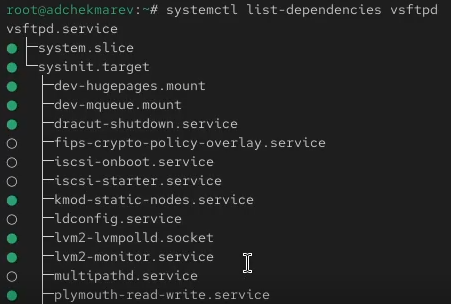 root@adchekmarev:~# systemctl list-dependencies vsftpd
vsftpd.service
● ├─system.slice
● └─sysinit.target
●   ├─dev-hugepages.mount
●   ├─dev-mqueue.mount
●   ├─dracut-shutdown.service
○   ├─fips-crypto-policy-overlay.service
○   ├─iscsi-onboot.service
○   ├─iscsi-starter.service
●   ├─kmod-static-nodes.service
○   ├─ldconfig.service
●   ├─lvm2-lvmpolld.socket
●   ├─lvm2-monitor.service
○   ├─multipathd.service
●   ├─plymouth-read-write.service